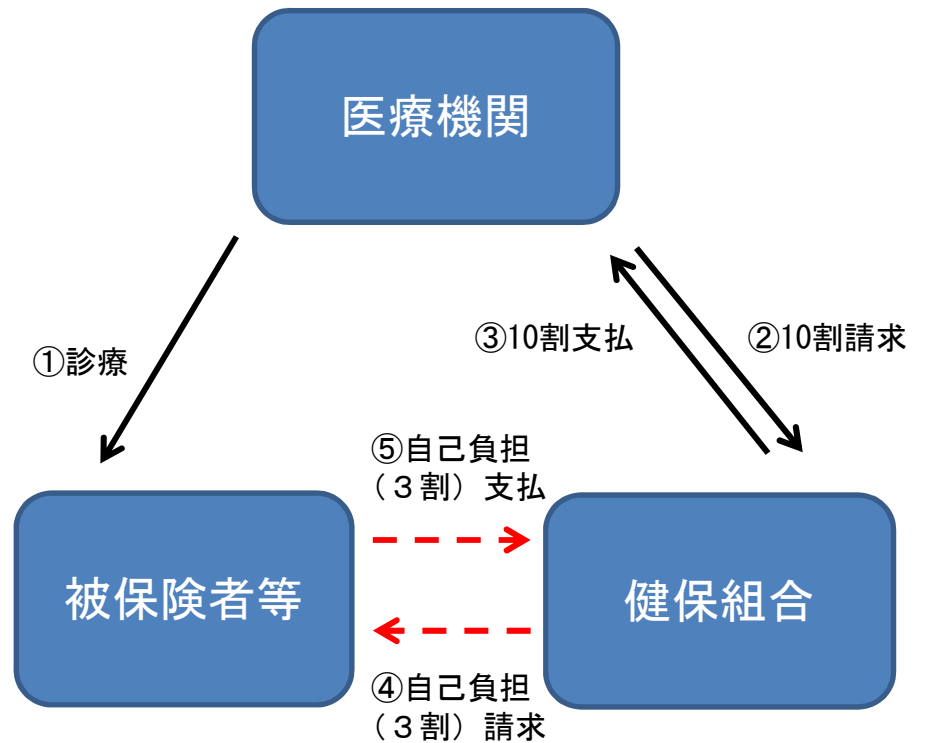 医療機関
③10割支払
②10割請求
①診療
⑤自己負担
（３割）支払
被保険者等
健保組合
④自己負担
（３割）請求